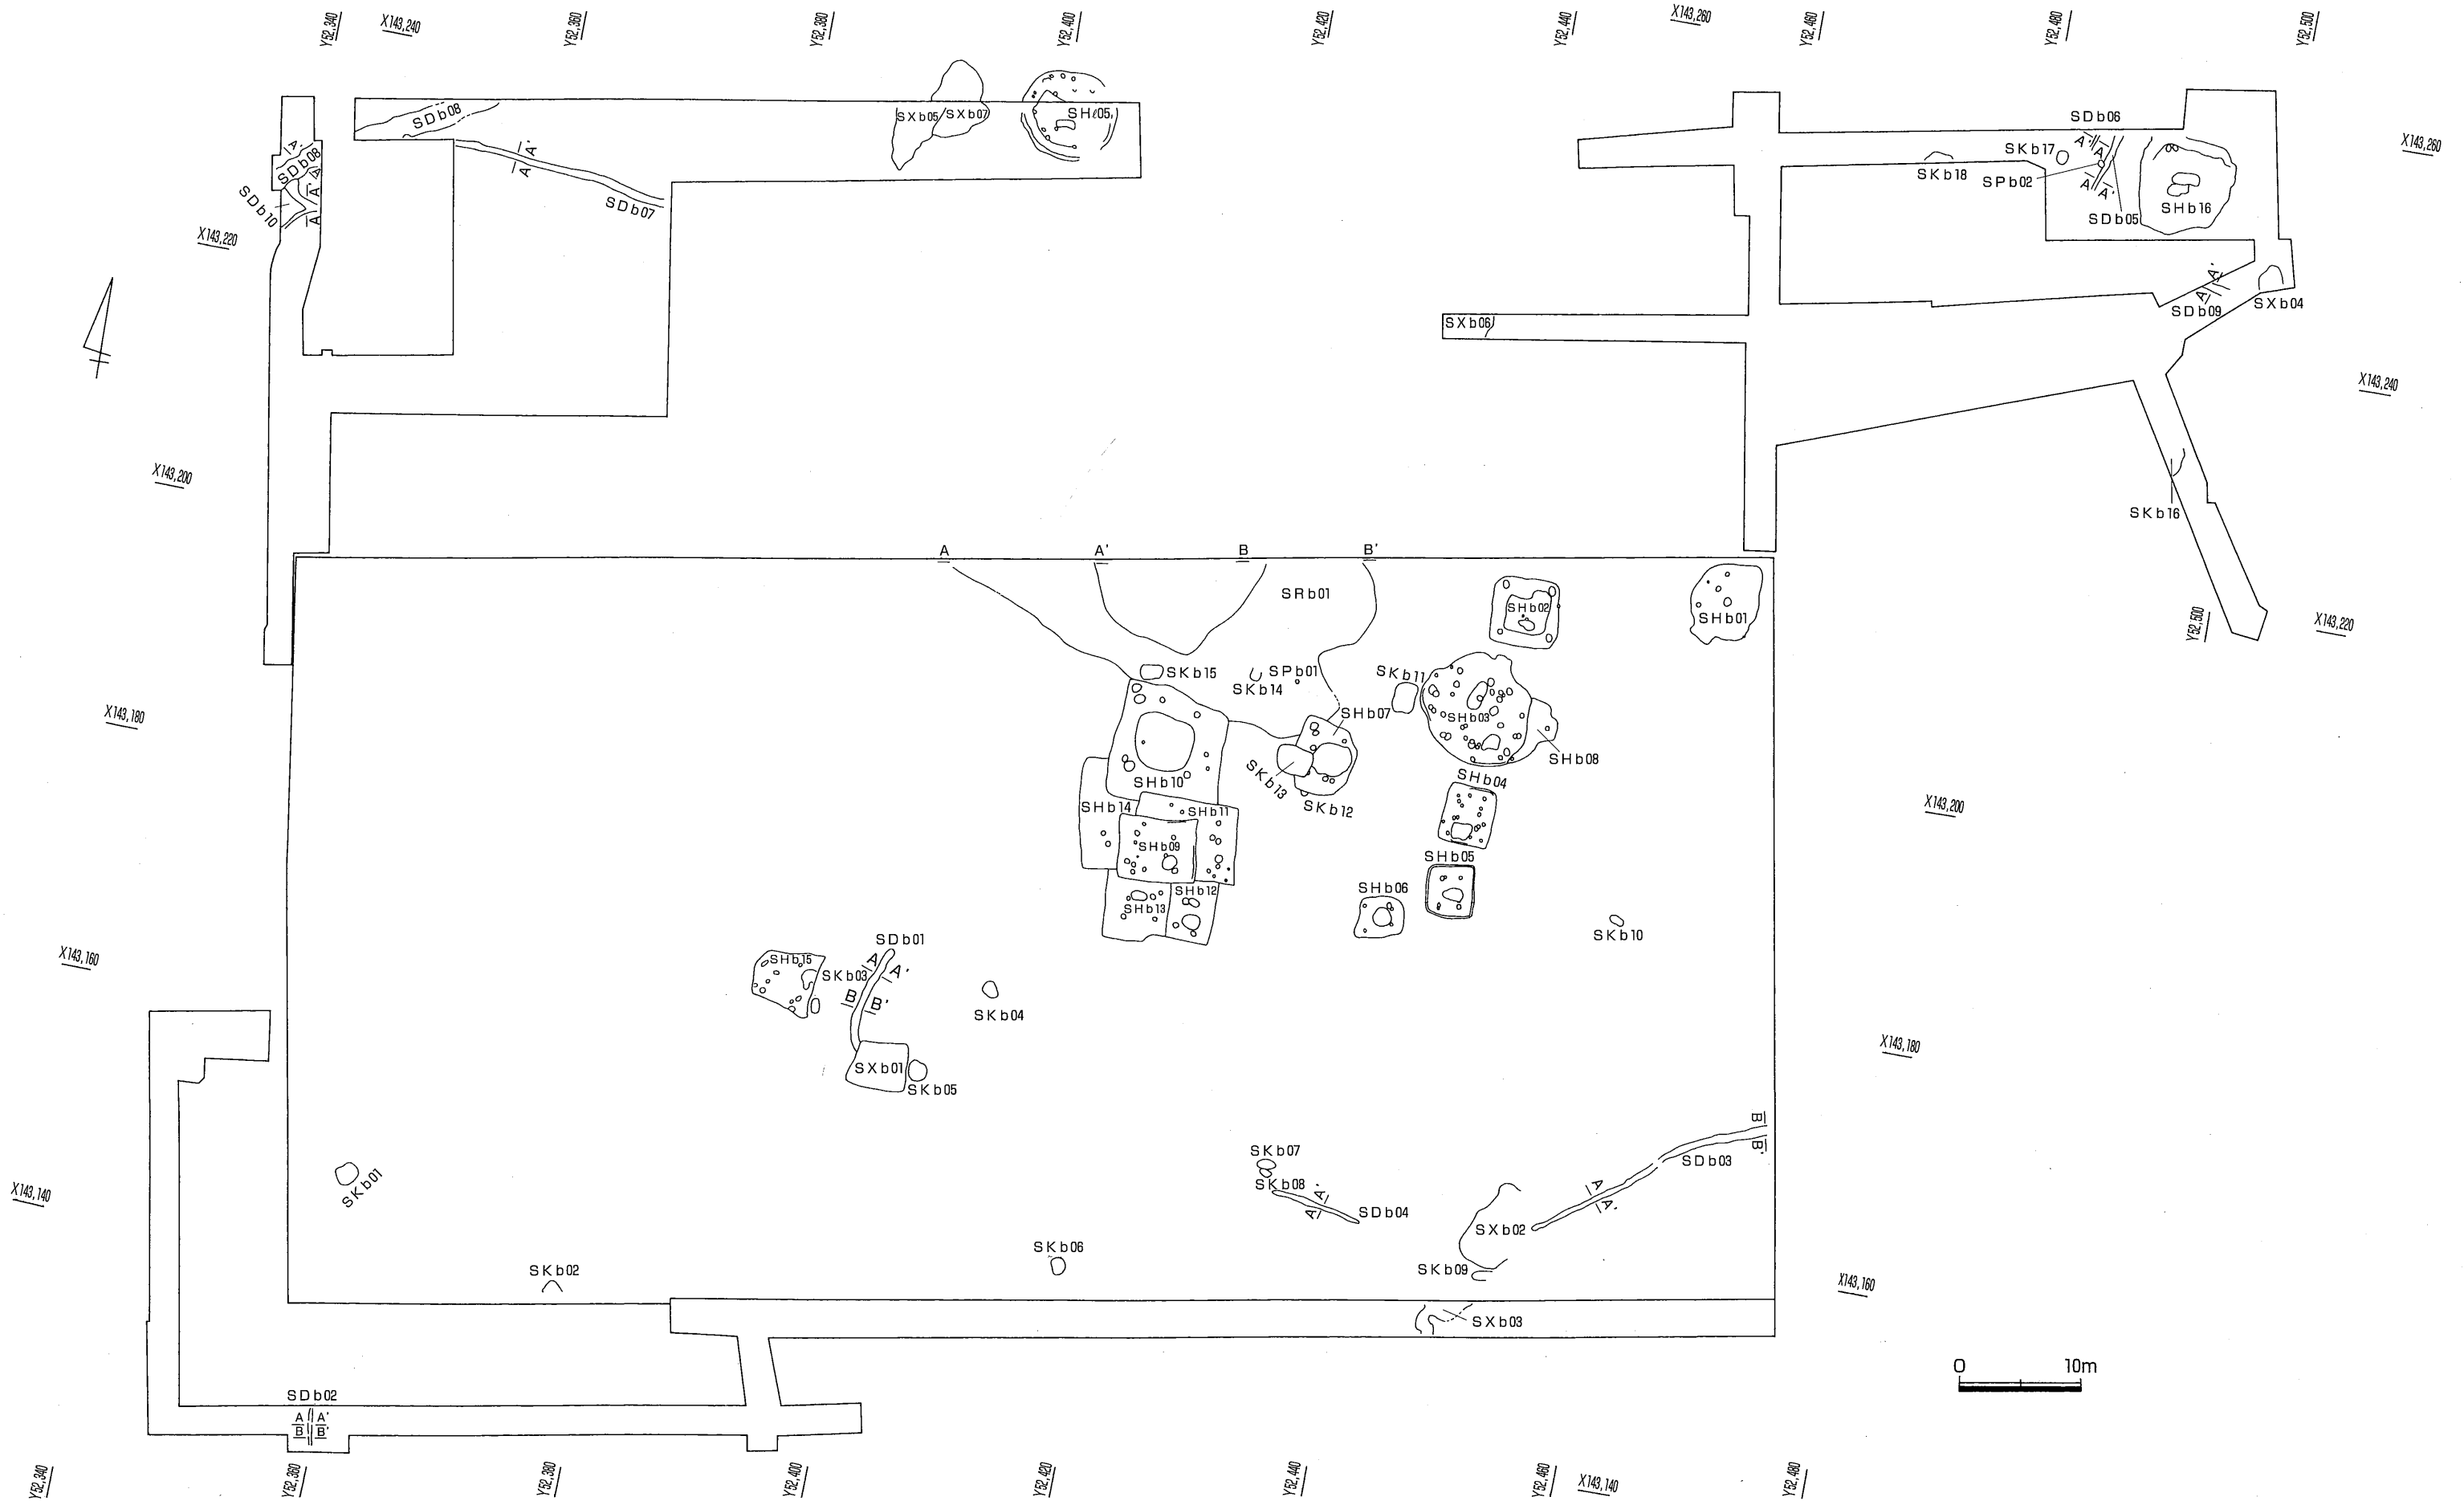 Y52,340
X143,240
Y52,360
Y52,380
Y52,400
Y52,420
Y52,440
X143,260
Y52,460
Y52,480
Y52,500
SDb08
A A'
SDb07
SXb05
SXb07
A'
SDb08
A
A'
A
SDb10
X143,220
SDb06
A'
A
SKb17
SKb18
SPb02
A A'
SDb05
SHb16
X143,260
A A'
SDb09
SXb04
SXb06
X143,240
X143,200
SKb16
A
A'
B
B'
SRb01
SHb02
SHb01
Y52,500
X143,220
SKb15
SPb01
SKb14
SKb11
SHb07
SHb03
X143,180
SHb08
SHb10
SKb13
SKb12
SHb04
SHb14
SHb11
X143,200
SHb09
SHb05
SHb12
SHb06
SHb13
SKb10
SDb01
X143,160
SHb15
SKb03
A A'
B B'
SKb04
X143,180
SXb01
SKb05
B
B'
SKb07
SDb03
SKb01
SKb08
A A'
SDb04
A A'
X143,140
SXb02
SKb06
SKb09
SKb02
X143,160
SXb03
0 10m
SDb02
A A'
B B'
Y52,340
Y52,360
Y52,380
Y52,400
Y52,420
Y52,440
Y52,460
X143,140
Y52,480